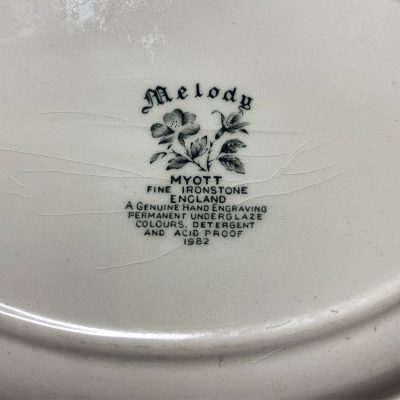 Melody
MYOTT
FINE IRONSTONE
ENGLAND
A GENUINE HAND ENGRAVING
PERMANENT UNDERGLAZE
COLOURS, DETERGENT
AND ACID PROOF
1982